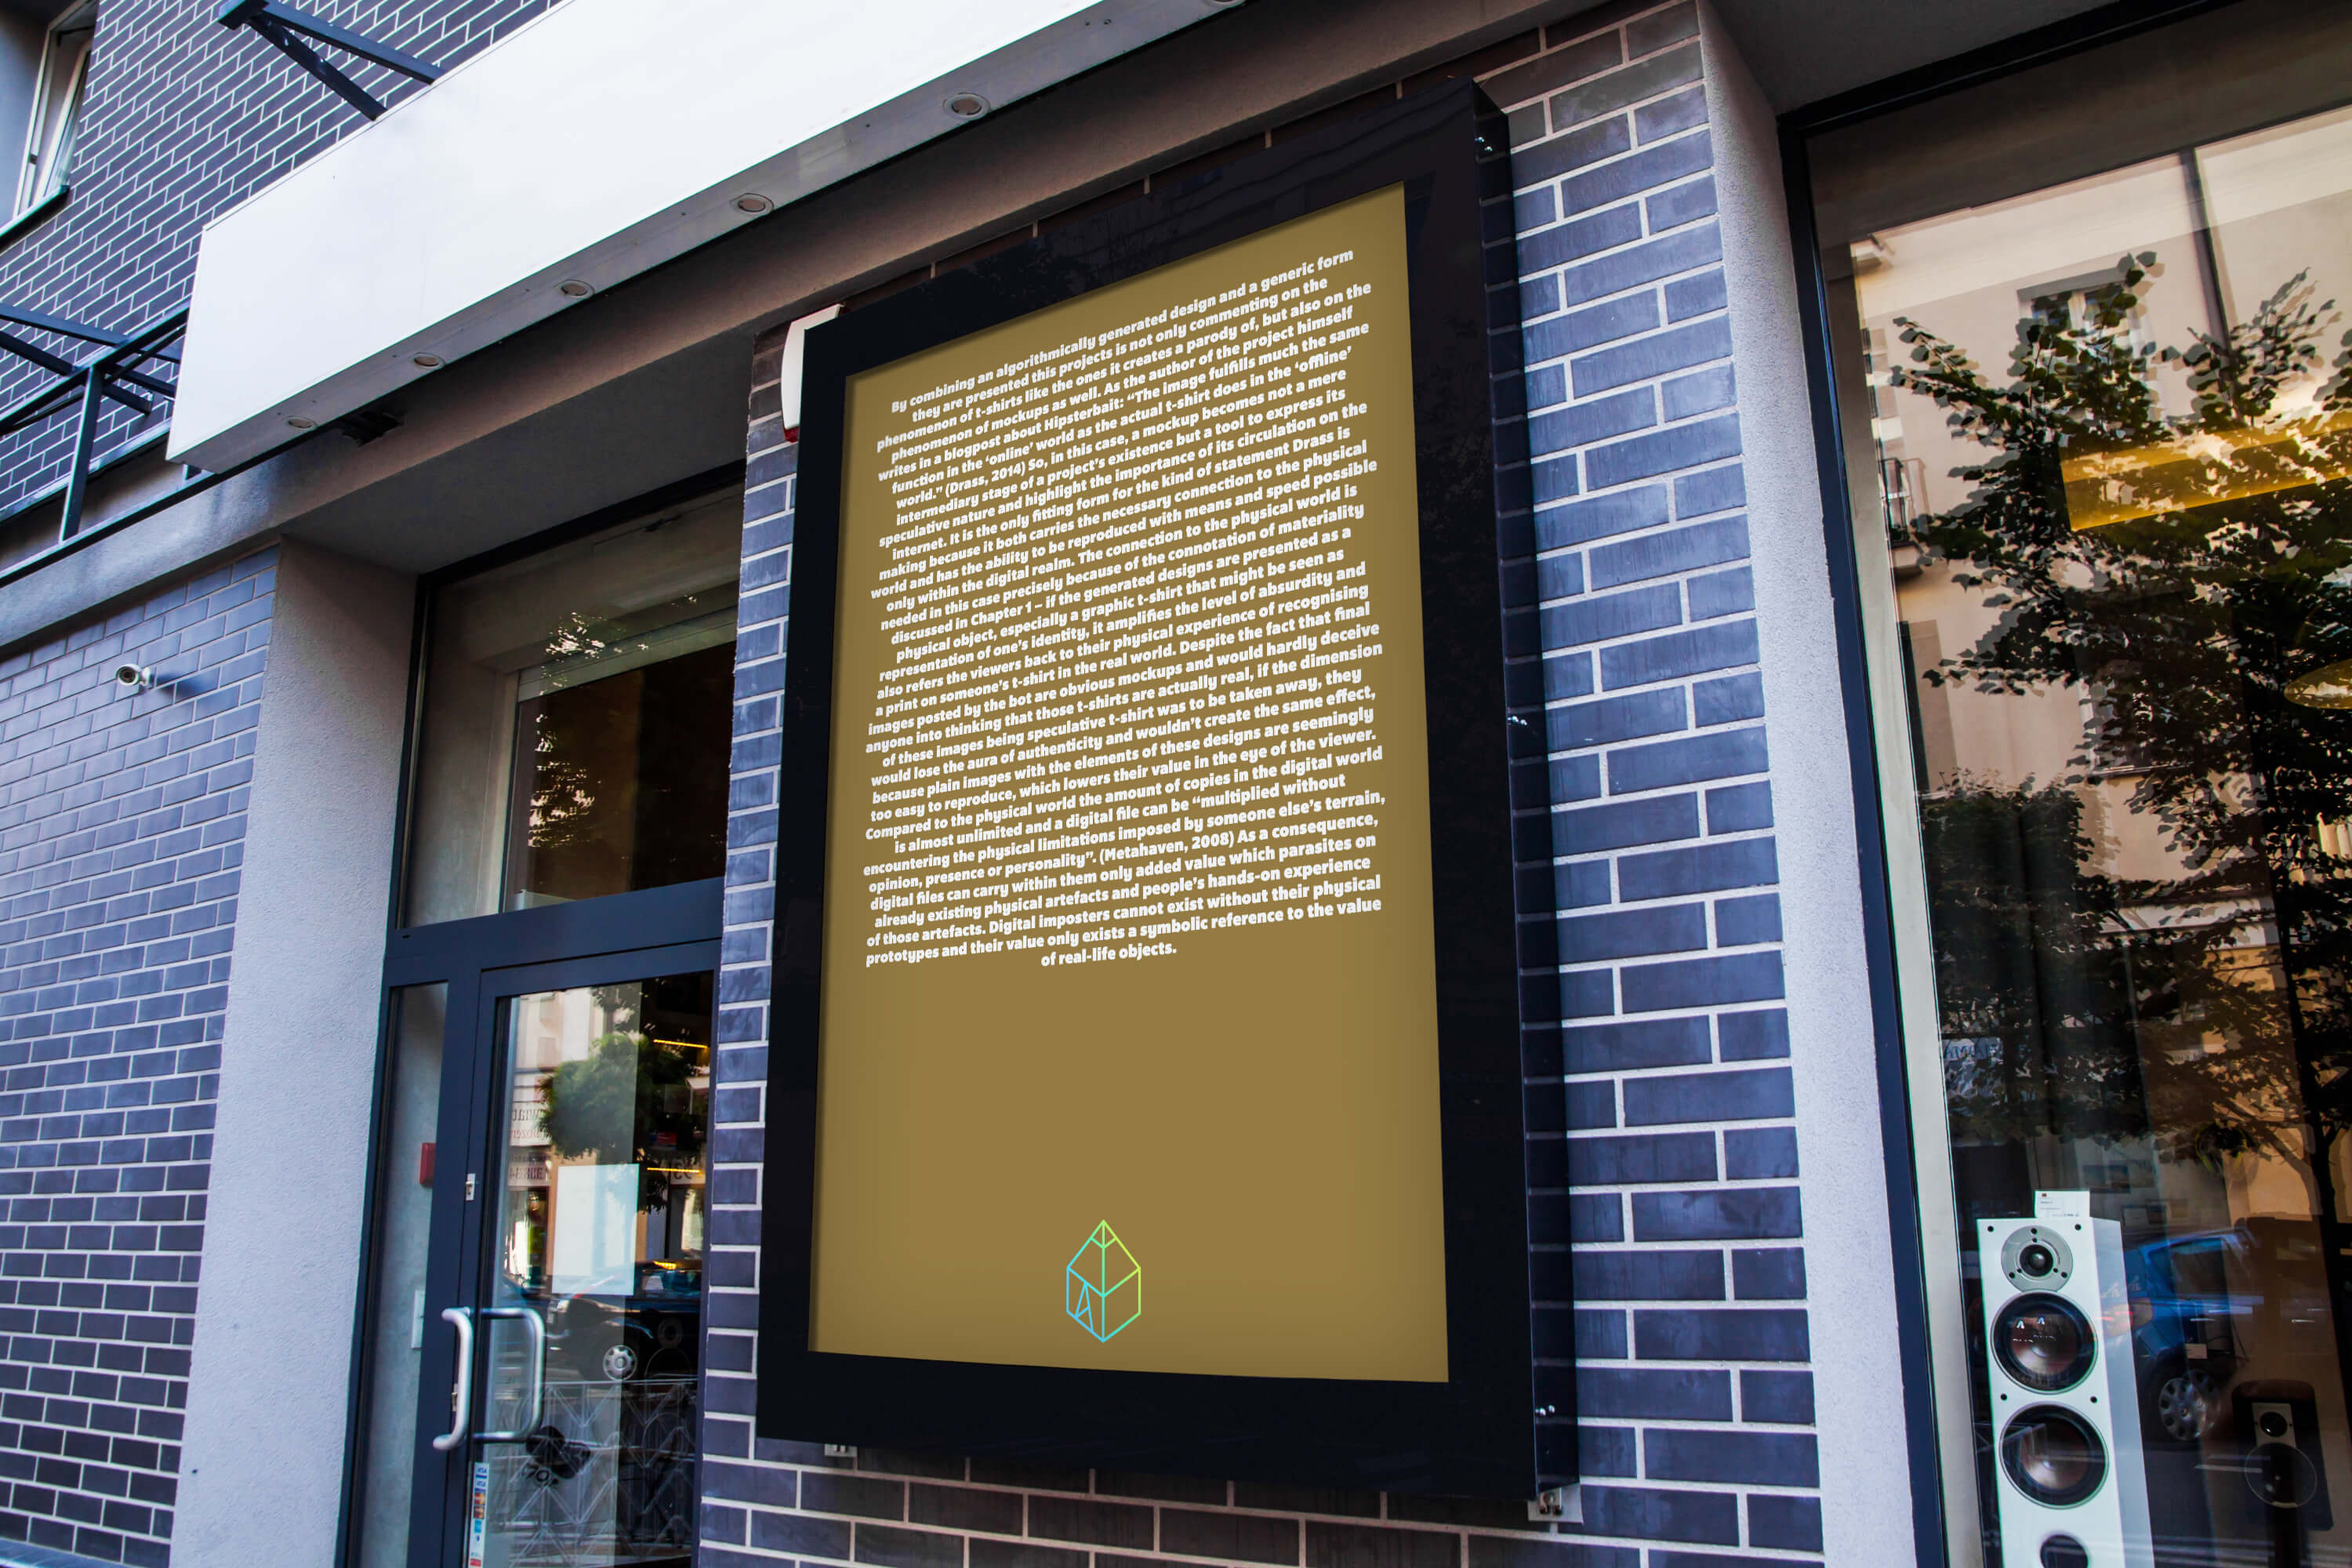 By combining an algorithmically generated design and a generic form
they are presented this projects is not only commenting on the
phenomenon of t-shirts like the ones it creates a parody of, but also on the
phenomenon of mockups as well. As the author of the project himself
writes in a blogpost about Hipsterbait: “The image fulfills much the same
function in the ‘online’ world as the actual t-shirt does in the ‘offline’
world.” (Drass, 2014) So, in this case, a mockup becomes not a mere
intermediary stage of a project’s existence but a tool to express its
speculative nature and highlight the importance of its circulation on the
internet. It is the only fitting form for the kind of statement Drass is
making because it both carries the necessary connection to the physical
world and has the ability to be reproduced with means and speed possible
only within the digital realm. The connection to the physical world is
needed in this case precisely because of the connotation of materiality
discussed in Chapter 1 – if the generated designs are presented as a
physical object, especially a graphic t-shirt that might be seen as
representation of one’s identity, it amplifies the level of absurdity and
also refers the viewers back to their physical experience of recognising
a print on someone’s t-shirt in the real world. Despite the fact that final
images posted by the bot are obvious mockups and would hardly deceive
anyone into thinking that those t-shirts are actually real, if the dimension
of these images being speculative t-shirt was to be taken away, they
would lose the aura of authenticity and wouldn’t create the same effect,
because plain images with the elements of these designs are seemingly
too easy to reproduce, which lowers their value in the eye of the viewer.
Compared to the physical world the amount of copies in the digital world
is almost unlimited and a digital file can be “multiplied without
encountering the physical limitations imposed by someone else’s terrain,
opinion, presence or personality”. (Metahaven, 2008) As a consequence,
digital files can carry within them only added value which parasites on
already existing physical artefacts and people’s hands-on experience
of those artefacts. Digital imposters cannot exist without their physical
prototypes and their value only exists a symbolic reference to the value
of real-life objects.